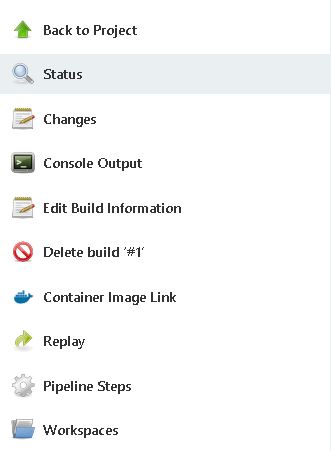 Back to Project
Status
Changes
Console Output
Edit Build Information
Delete build ‘#1’
Container Image Link
Replay
Pipeline Steps
Workspaces